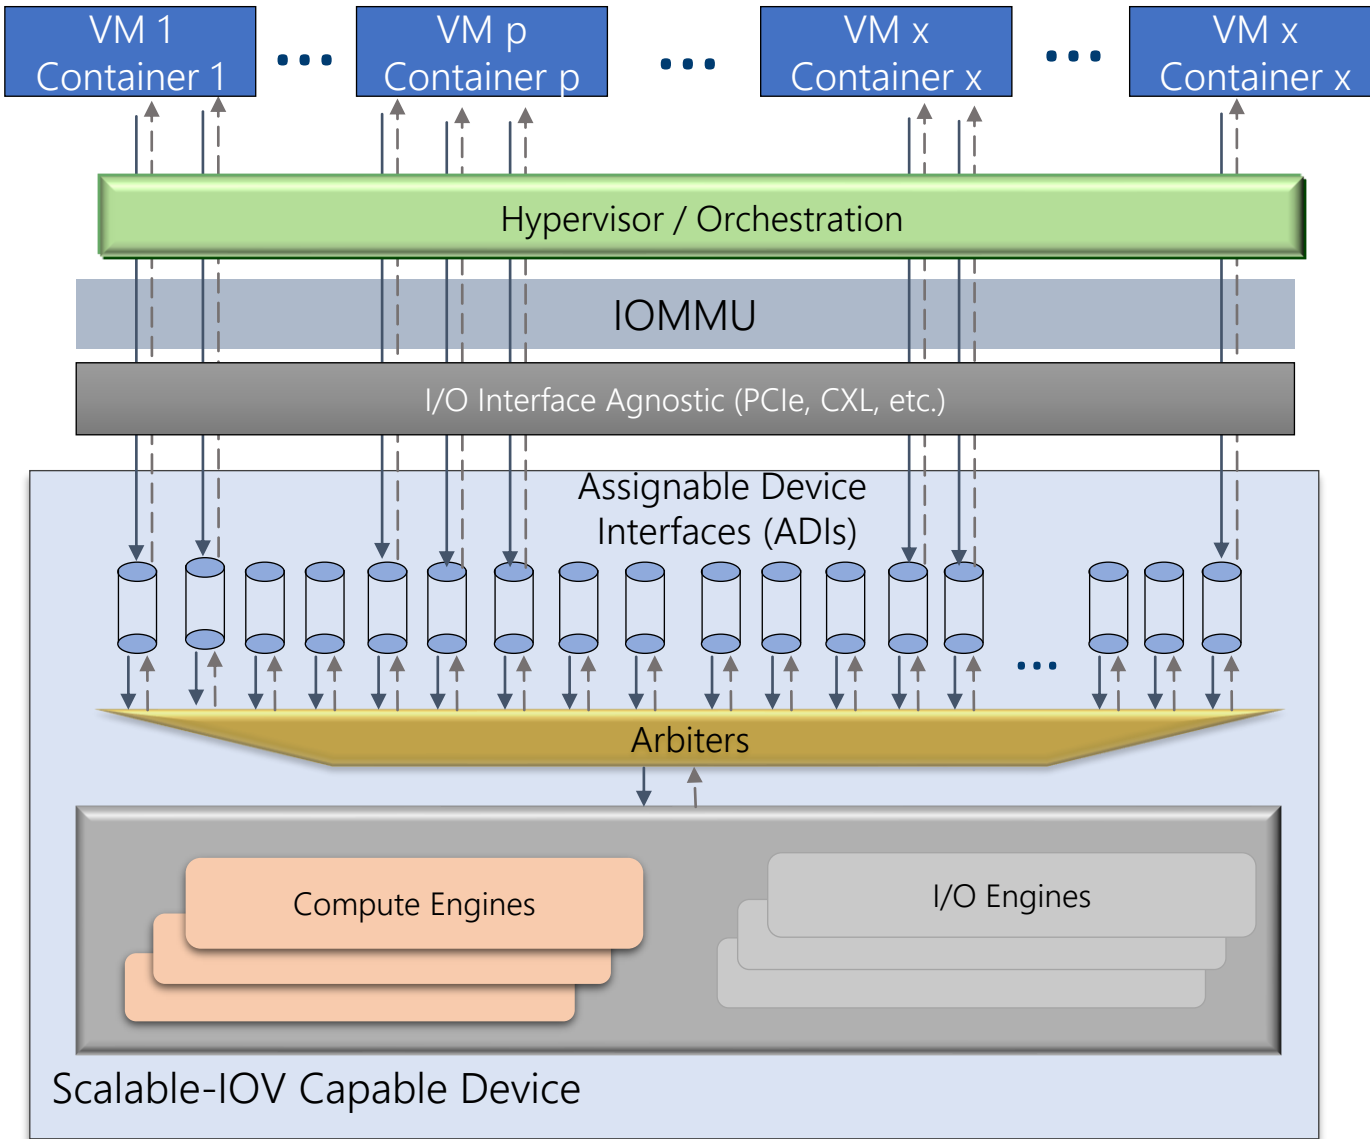 VM 1
Container 1
...
VM p
Container p
...
VM x
Container x
...
VM x
Container x
Hypervisor / Orchestration
IOMMU
I/O Interface Agnostic (PCIe, CXL, etc.)
Assignable Device
Interfaces (ADIs)
...
Arbiters
Compute Engines
I/O Engines
Scalable-IOV Capable Device